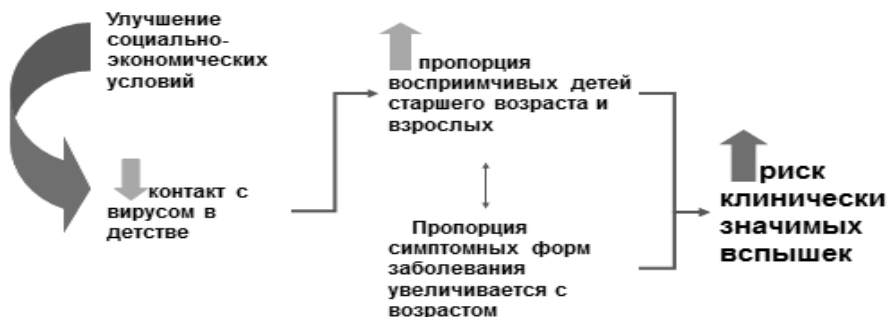 Улучшение
социально-
экономических
условий
контакт с
вирусом в
детстве
пропорция
восприимчивых детей
старшего возраста и
взрослых
Пропорция
симптомных форм
заболевания
увеличивается с
возрастом
риск
клинически
значимых
вспышек